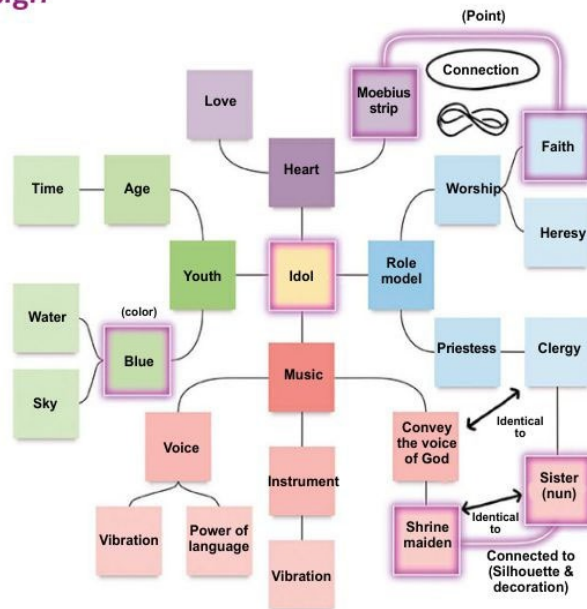 (Point)
Love
Moebius
strip
Connection
Heart
Faith
Time
Age
Worship
Heresy
Youth
Idol
Role
model
Water
(color)
Blue
Sky
Music
Priestess
Clergy
Voice
Convey
the voice
of God
Identical
to
Instrument
Sister
(nun)
Vibration
Power of
language
Shrine
maiden
Identical
to
Vibration
Connected to
(Silhouette &
decoration)